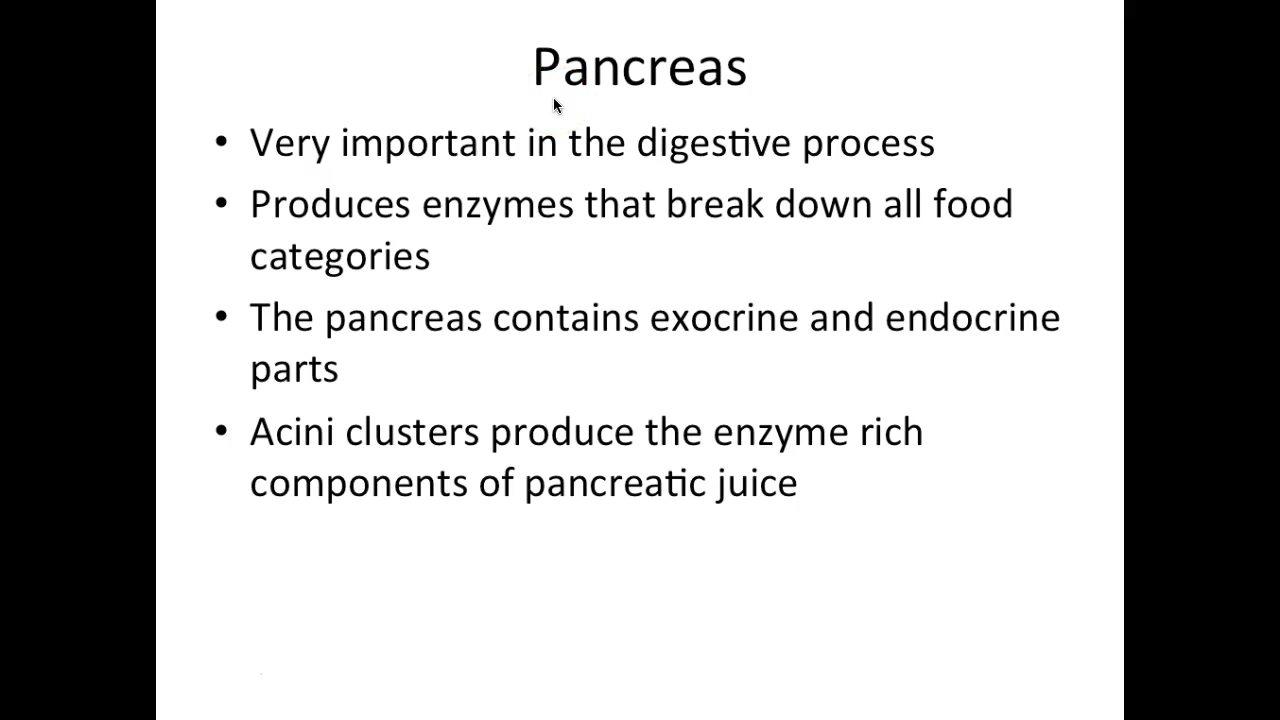 Pancreas
• Very important in the digestive process
• Produces enzymes that break down all food
categories
• The pancreas contains exocrine and endocrine
parts
• Acini clusters produce the enzyme rich
components of pancreatic juice